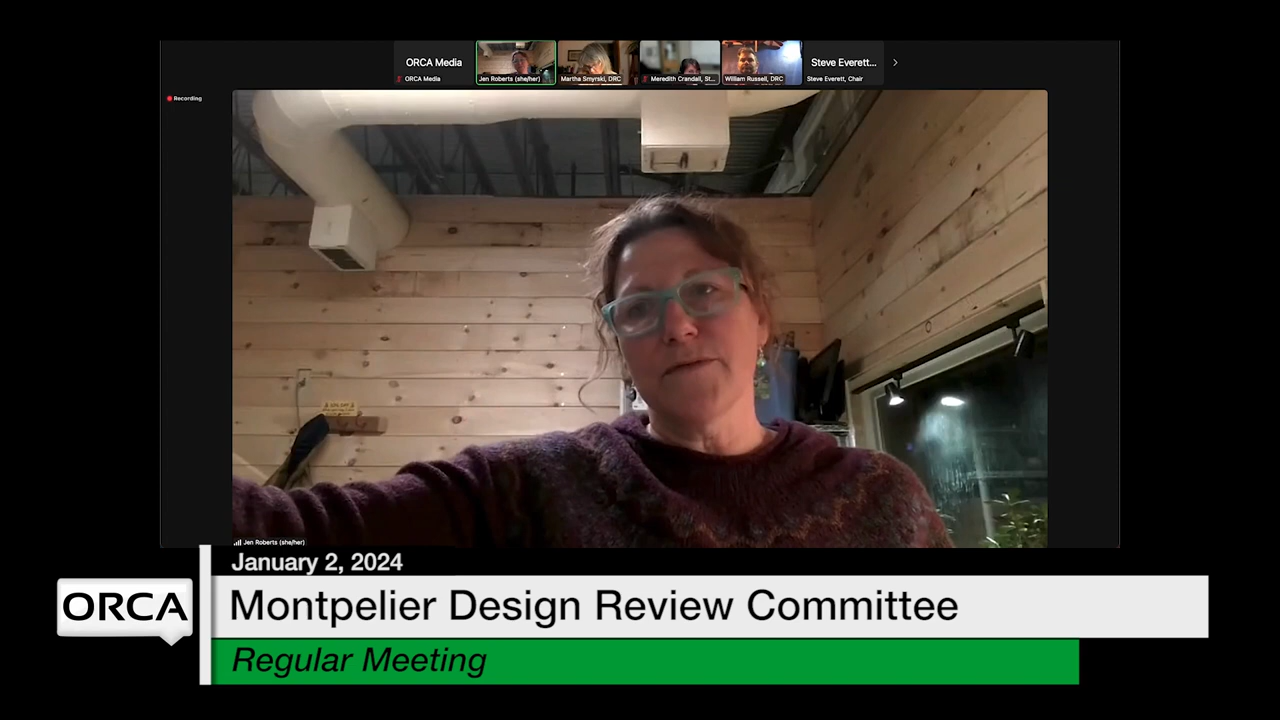 ORCA Media
Steve Everett...
ORCA Media
Jen Roberts (she/her)
Martha Smyrski, DRC
Meredith Crandall, St...
William Russell, DRC
Steve Everett, Chair
Recording
Jen Roberts (she/her)
January 2, 2024
ORCA
Montpelier Design Review Committee
Regular Meeting